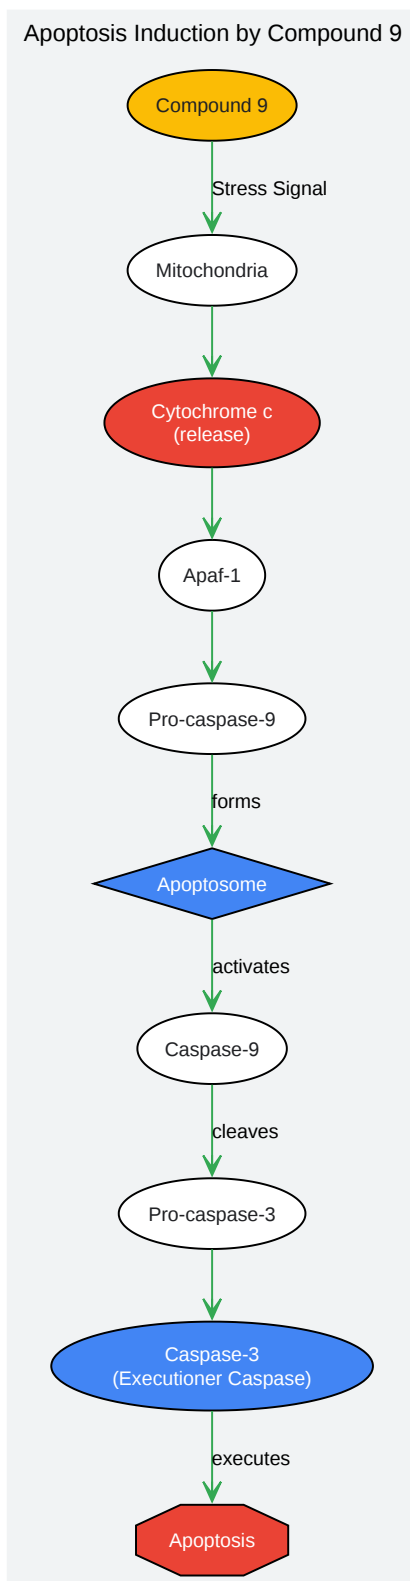 Apoptosis Induction by Compound 9
Compound 9
Stress Signal
Mitochondria
Cytochrome c
(release)
Apaf-1
Pro-caspase-9
forms
Apoptosome
activates
Caspase-9
cleaves
Pro-caspase-3
Caspase-3
(Executioner Caspase)
executes
Apoptosis